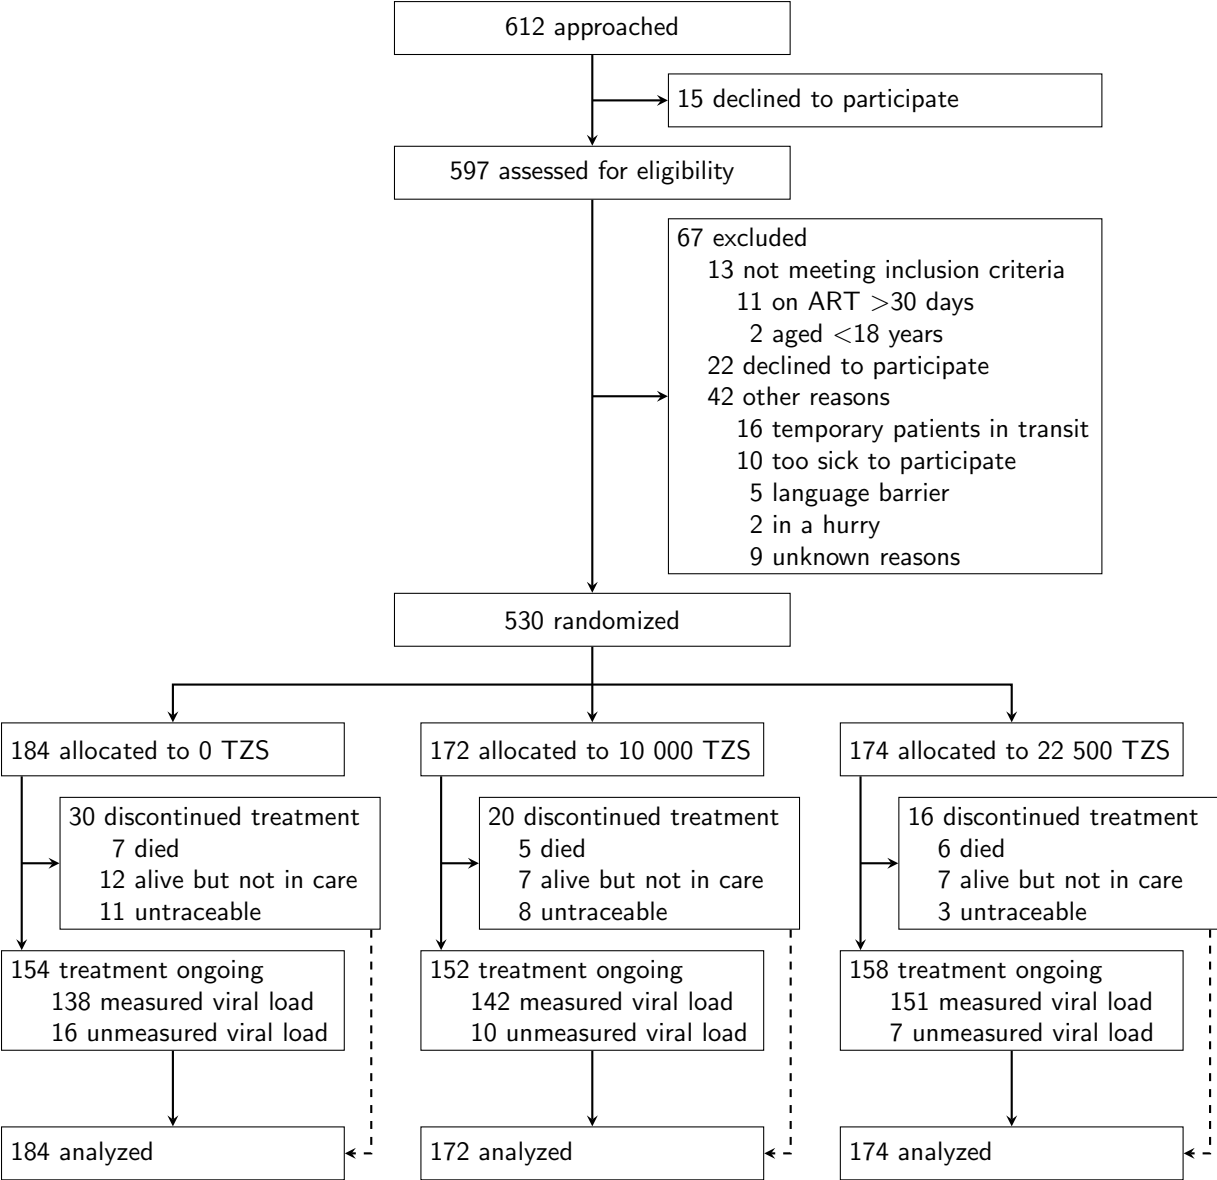 612 approached
15 declined to participate
597 assessed for eligibility
67 excluded
13 not meeting inclusion criteria
11 on ART >30 days
2 aged <18 years
22 declined to participate
42 other reasons
16 temporary patients in transit
10 too sick to participate
5 language barrier
2 in a hurry
9 unknown reasons
530 randomized
184 allocated to 0 TZS
30 discontinued treatment
7 died
12 alive but not in care
11 untraceable
154 treatment ongoing
138 measured viral load
16 unmeasured viral load
184 analyzed
172 allocated to 10 000 TZS
20 discontinued treatment
5 died
7 alive but not in care
8 untraceable
152 treatment ongoing
142 measured viral load
10 unmeasured viral load
172 analyzed
174 allocated to 22 500 TZS
16 discontinued treatment
6 died
7 alive but not in care
3 untraceable
158 treatment ongoing
151 measured viral load
7 unmeasured viral load
174 analyzed